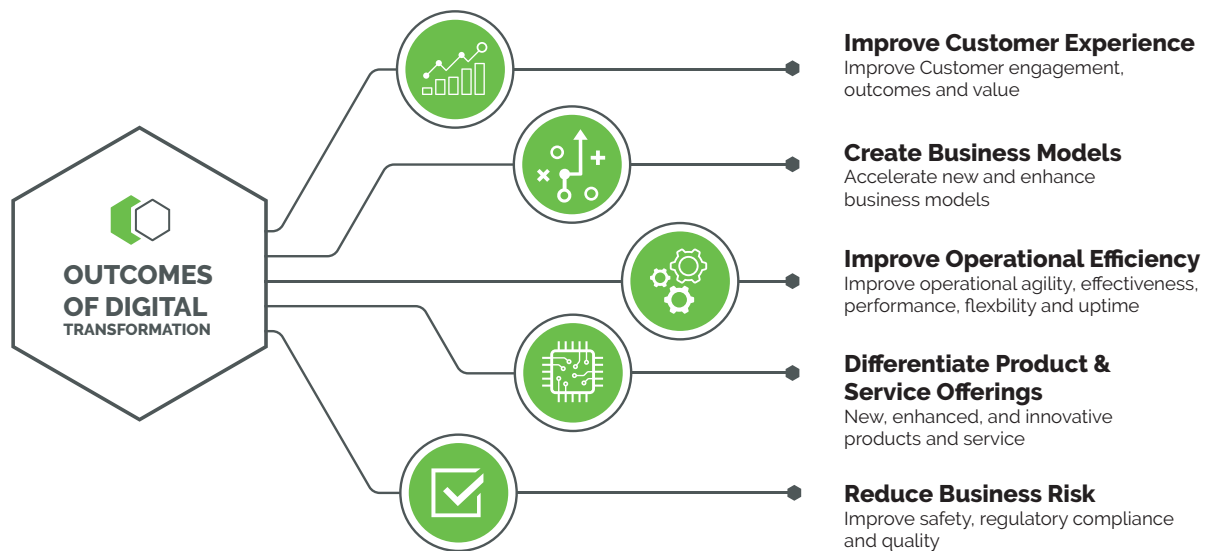 OUTCOMES
OF DIGITAL
TRANSFORMATION
Improve Customer Experience
Improve Customer engagement,
outcomes and value
Create Business Models
Accelerate new and enhance
business models
Improve Operational Efficiency
Improve operational agility, effectiveness,
performance, flexbility and uptime
Differentiate Product &
Service Offerings
New, enhanced, and innovative
products and service
Reduce Business Risk
Improve safety, regulatory compliance
and quality